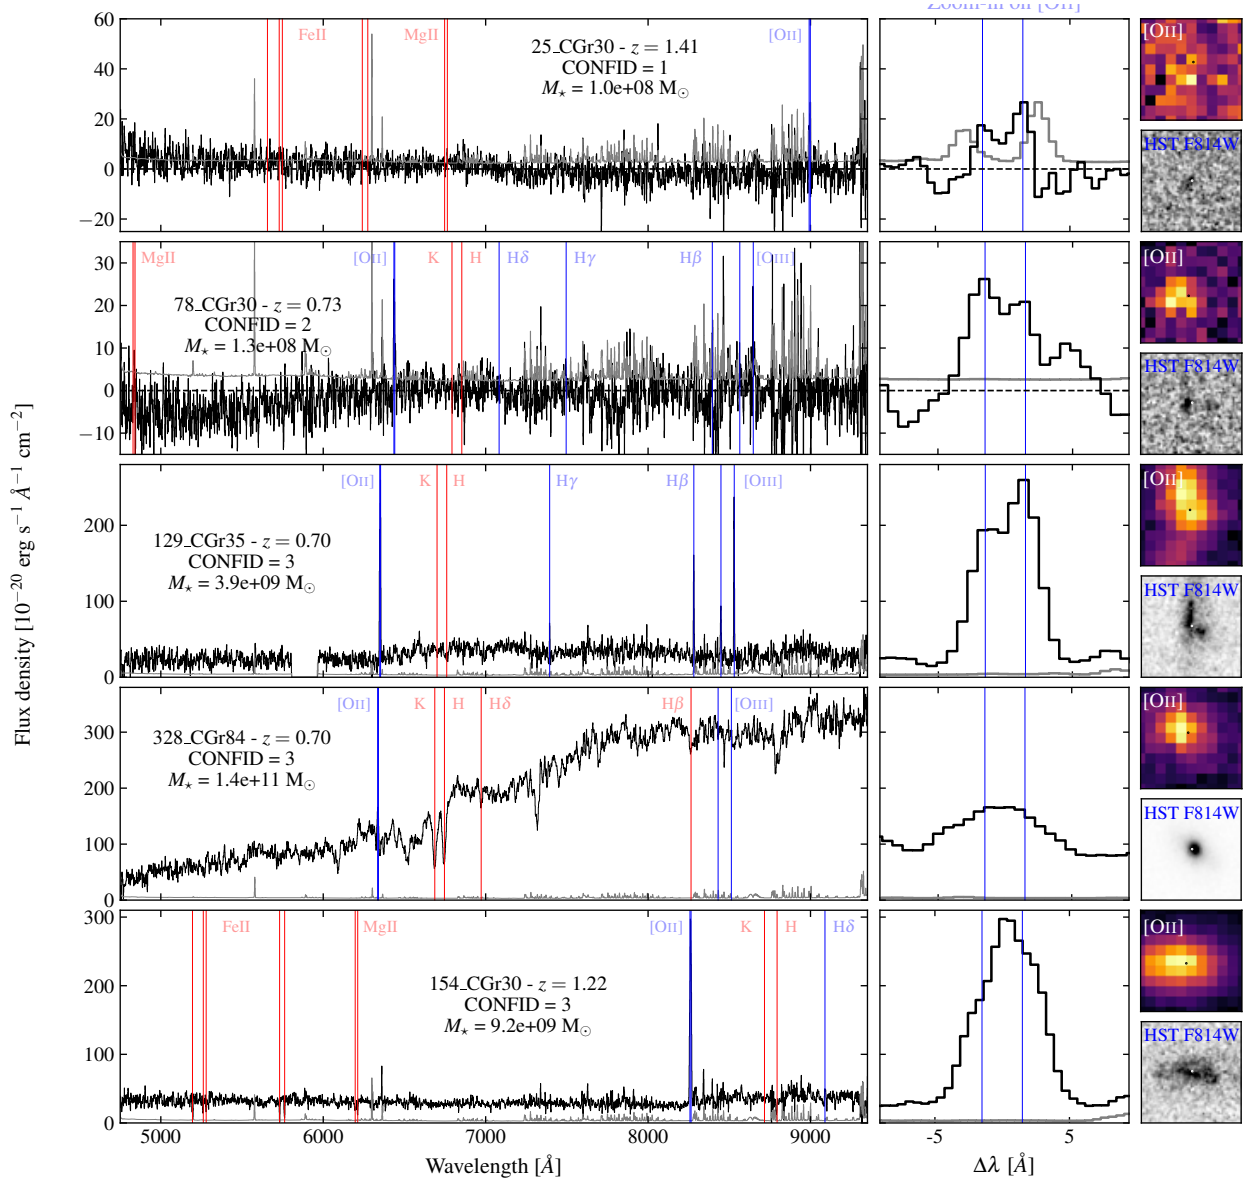 Zoom-in on [OII]
60
40
20
0
−20
FeII
MgII
25_CGr30 - z = 1.41
CONFID = 1
M⋆ = 1.0e+08 M⊙
[OII]
[OII]
HST F814W
30
20
10
0
−10
MgII
[OII]
K
H
Hδ
Hγ
Hβ
[OIII]
78_CGr30 - z = 0.73
CONFID = 2
M⋆ = 1.3e+08 M⊙
[OII]
HST F814W
200
100
0
[OII]
K
H
Hγ
Hβ
[OIII]
129_CGr35 - z = 0.70
CONFID = 3
M⋆ = 3.9e+09 M⊙
[OII]
HST F814W
300
200
100
0
[OII]
K
H
Hδ
Hβ
[OIII]
328_CGr84 - z = 0.70
CONFID = 3
M⋆ = 1.4e+11 M⊙
[OII]
HST F814W
300
200
100
0
FeII
MgII
[OII]
K
H
Hδ
154_CGr30 - z = 1.22
CONFID = 3
M⋆ = 9.2e+09 M⊙
[OII]
HST F814W
5000
6000
7000
8000
9000
-5
5
Wavelength [Å]
Δλ [Å]
Flux density [10⁻²⁰ erg s⁻¹ Å⁻¹ cm⁻²]